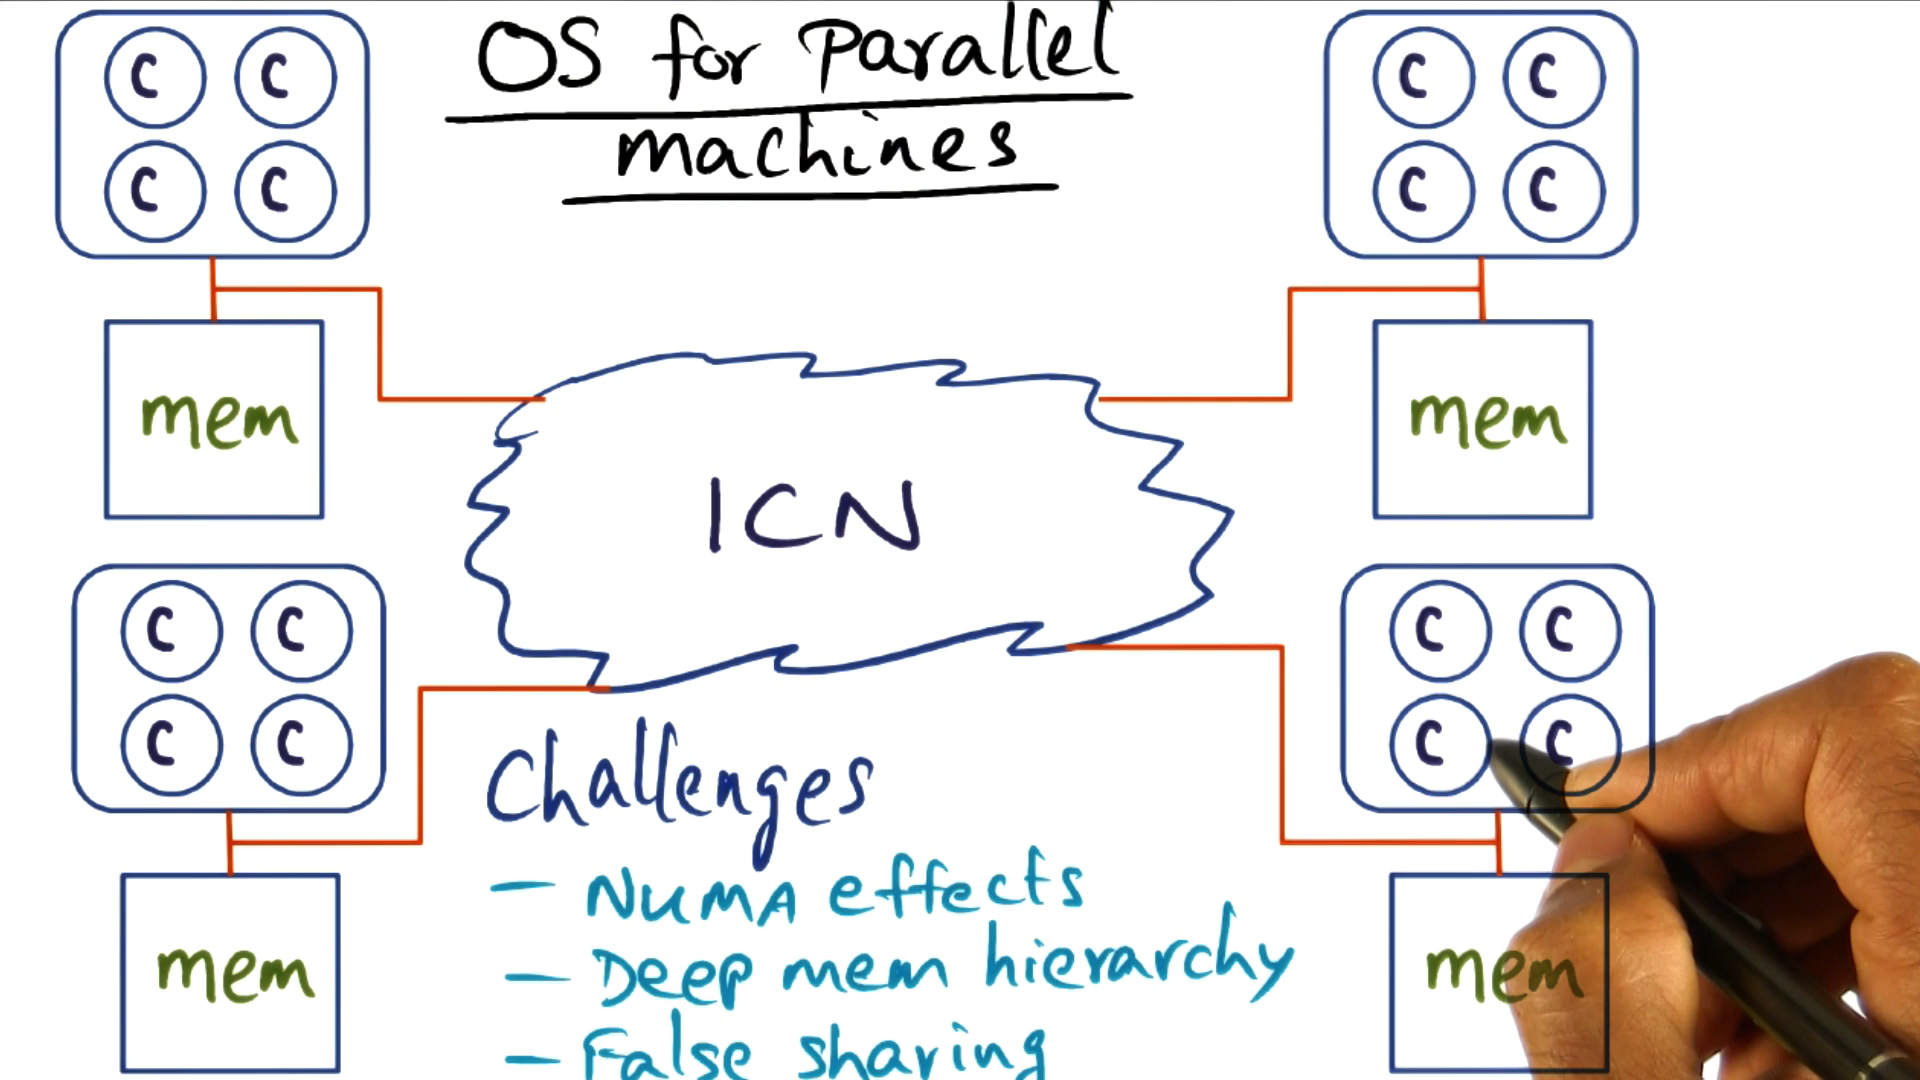 OS for parallel
machines
C C
C C
mem
C C
C C
mem
ICN
C C
C C
mem
C C
C C
mem
Challenges
- NUMA effects
- Deep mem hierarchy
- False sharing